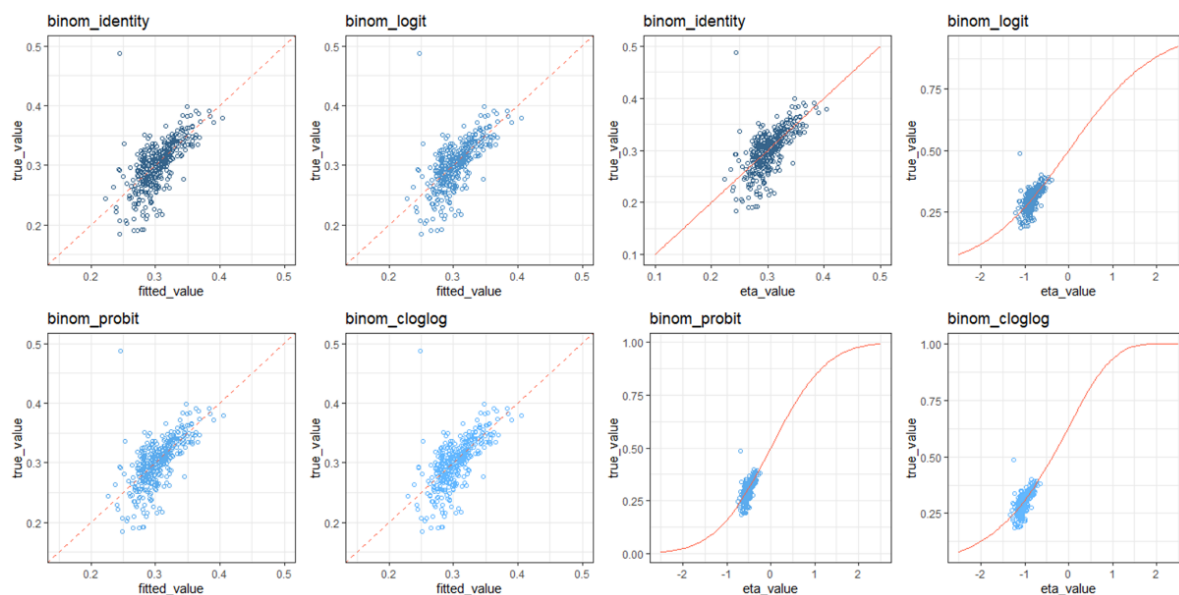 binom_identity
0.5
0.4
0.3
0.2
true_value
0.2
0.3
0.4
0.5
fitted_value
binom_logit
0.5
0.4
0.3
0.2
true_value
0.2
0.3
0.4
0.5
fitted_value
binom_identity
0.5
0.4
0.3
0.2
0.1
true_value
0.1
0.2
0.3
0.4
0.5
eta_value
binom_logit
0.75
0.50
0.25
true_value
-2
-1
0
1
2
eta_value
binom_probit
0.5
0.4
0.3
0.2
true_value
0.2
0.3
0.4
0.5
fitted_value
binom_cloglog
0.5
0.4
0.3
0.2
true_value
0.2
0.3
0.4
0.5
fitted_value
binom_probit
1.00
0.75
0.50
0.25
0.00
true_value
-2
-1
0
1
2
eta_value
binom_cloglog
1.00
0.75
0.50
0.25
true_value
-2
-1
0
1
2
eta_value